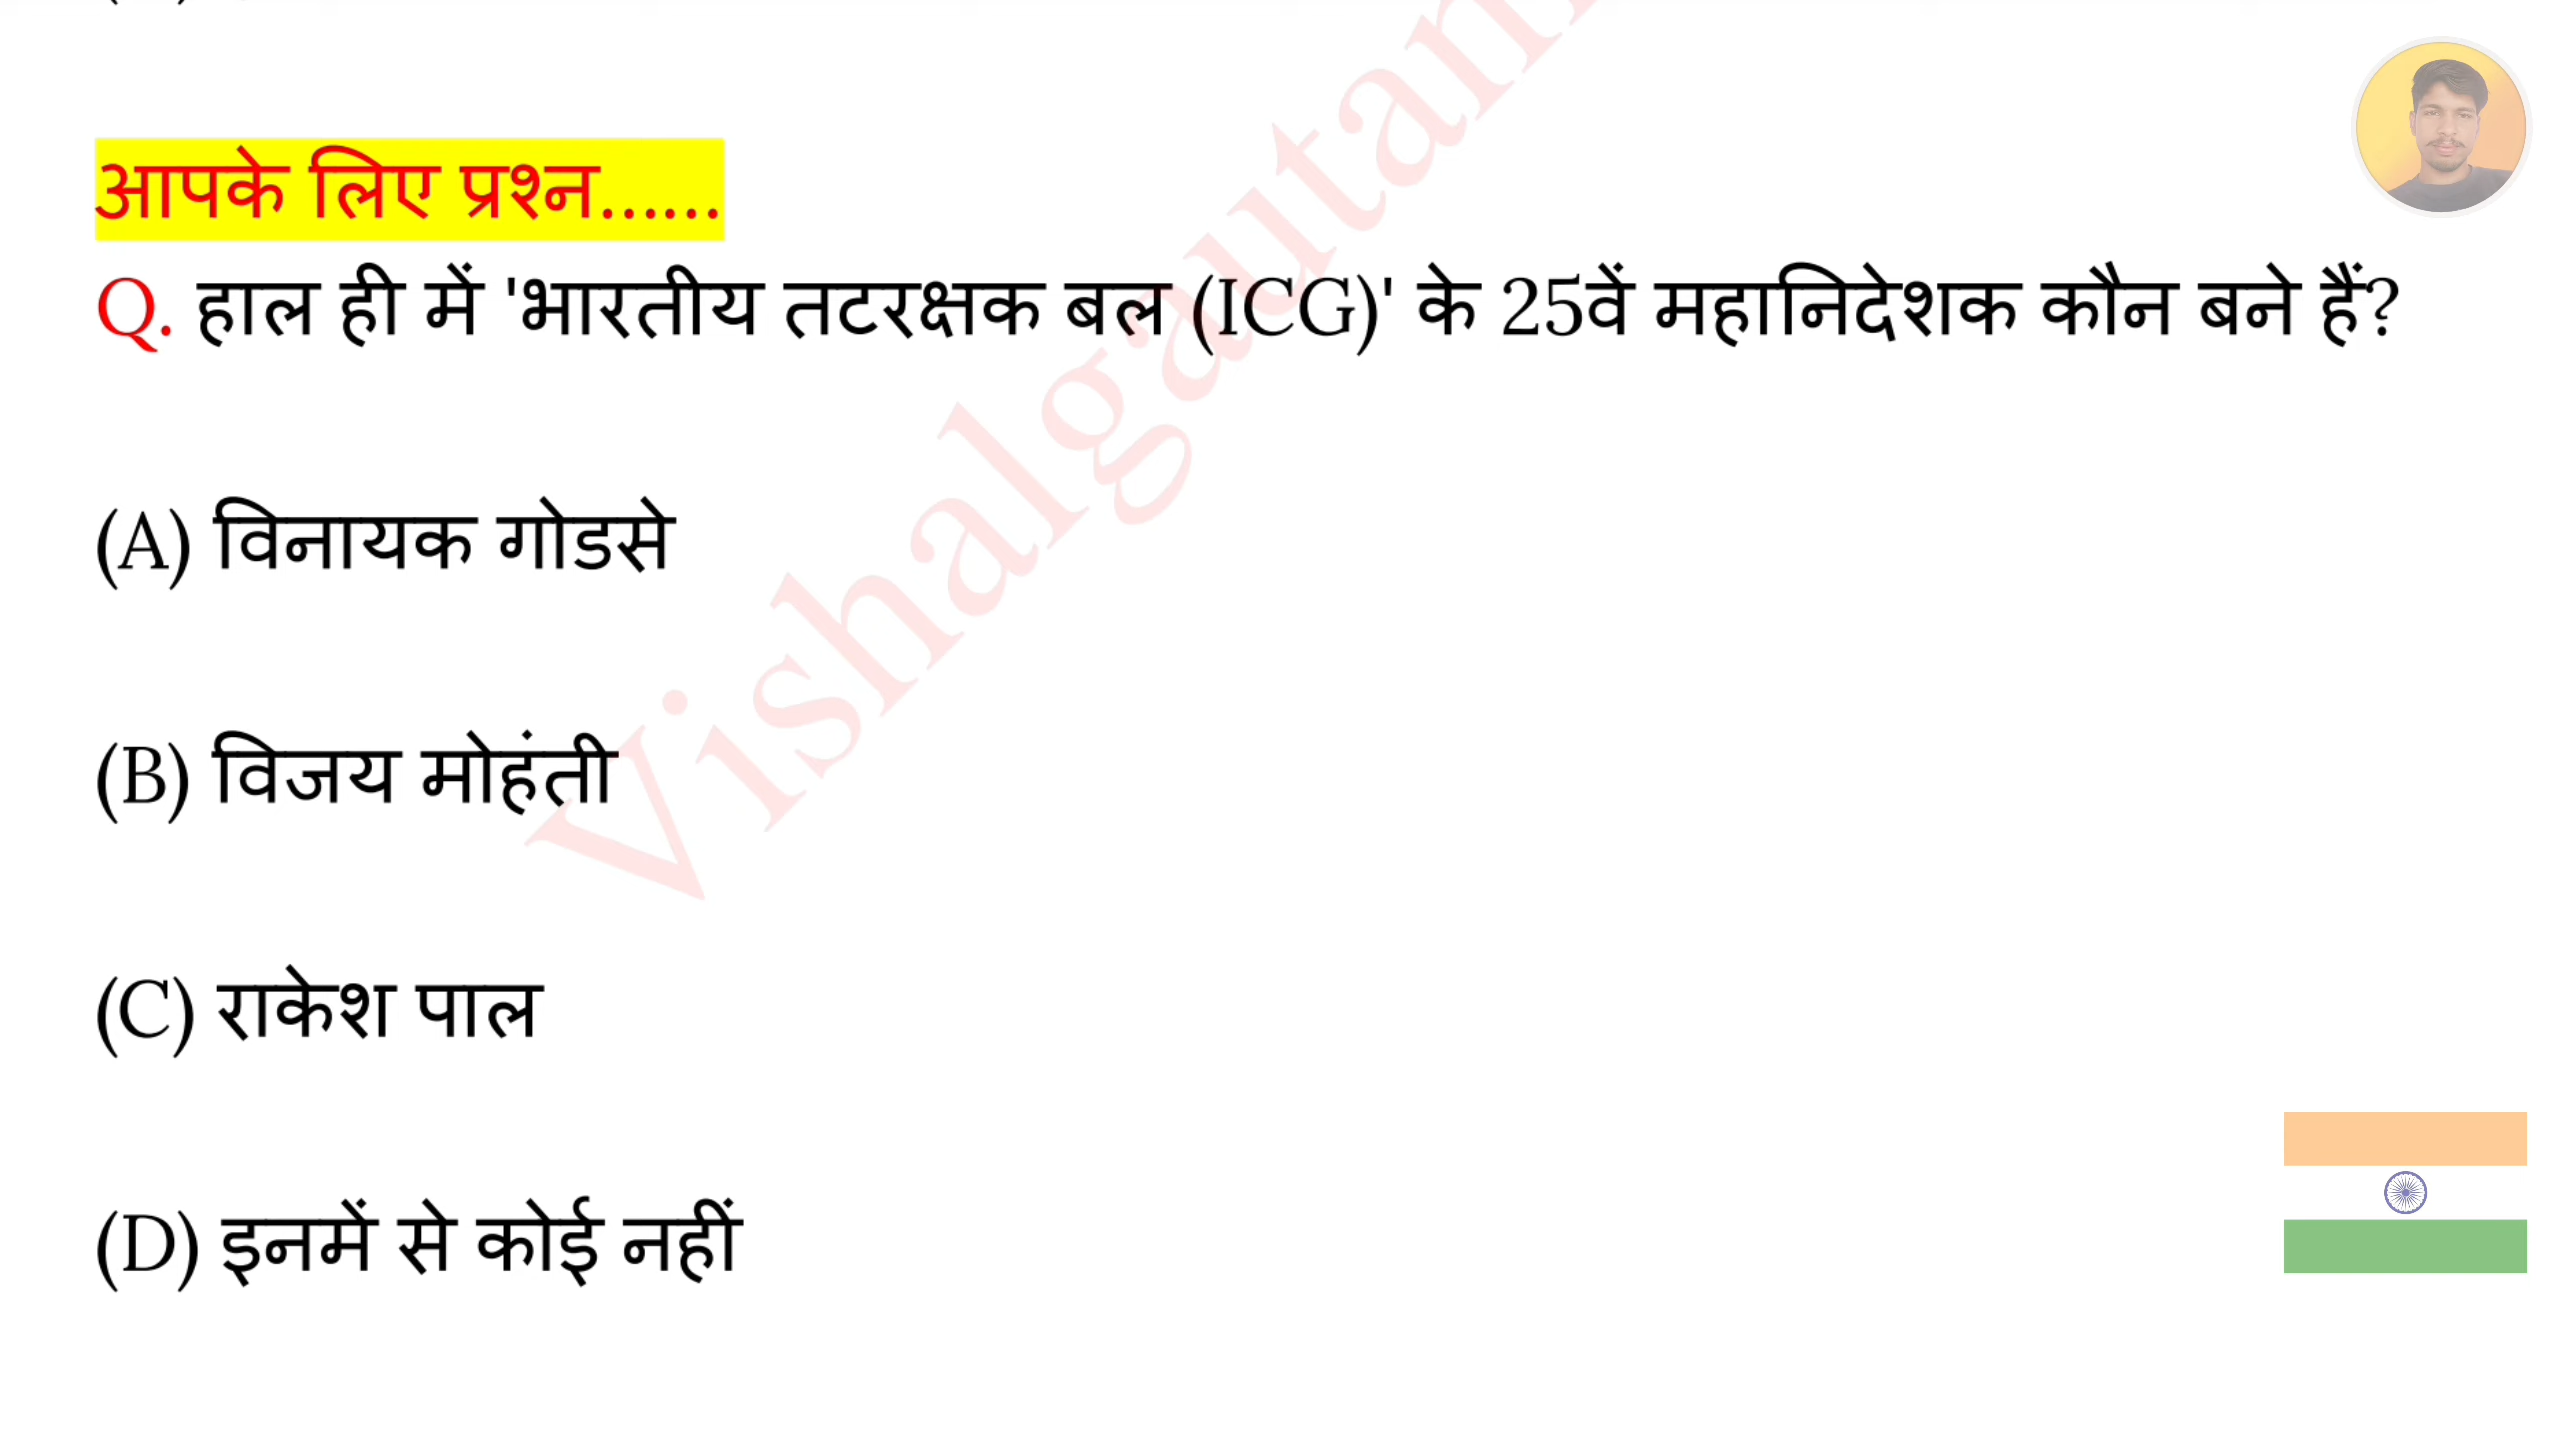 आपके लिए प्रश्न......
Q. हाल ही में 'भारतीय तटरक्षक बल (ICG)' के 25वें महानिदेशक कौन बने हैं?
(A) विनायक गोडसे
(B) विजय मोहंती
(C) राकेश पाल
(D) इनमें से कोई नहीं
Vishalgautam